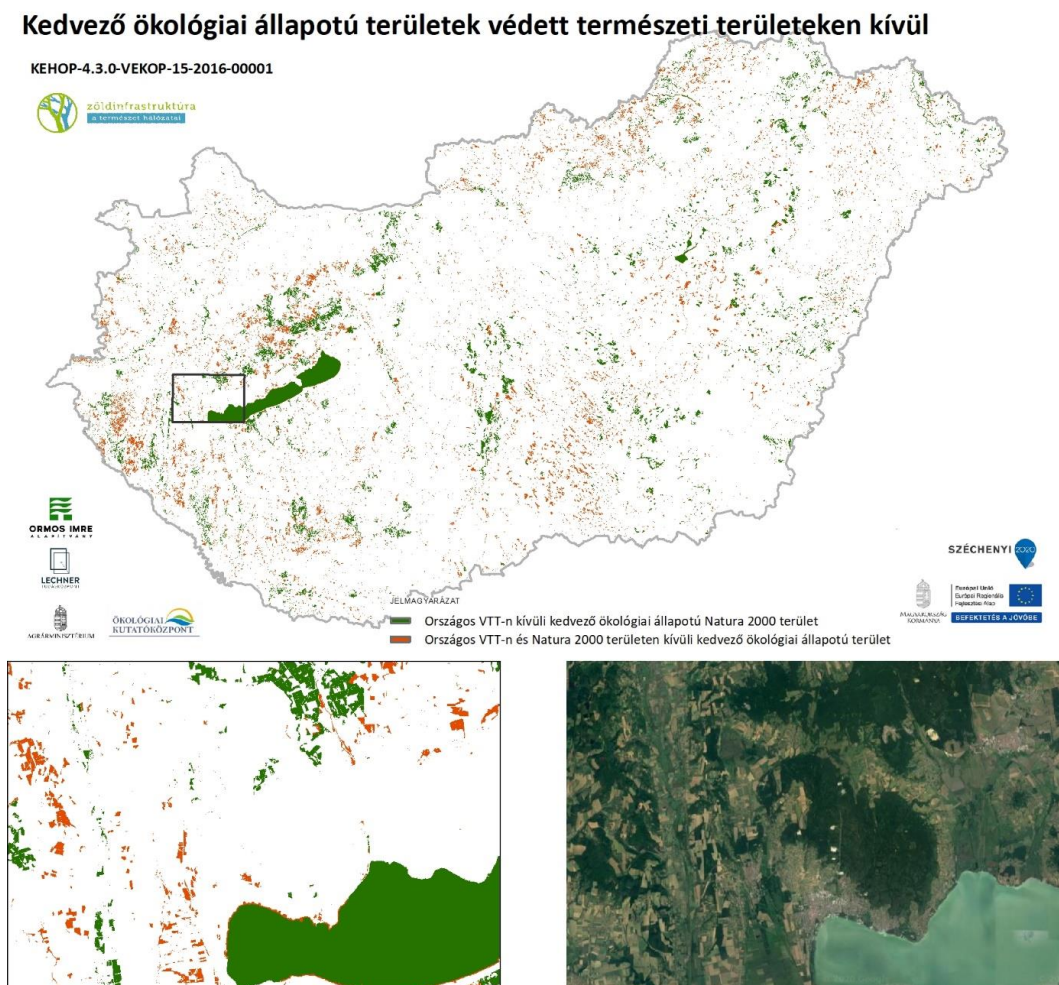 Kedvező ökológiai állapotú területek védett természeti területeken kívül
KEHOP-4.3.0-VEKOP-15-2016-00001
zöldinfrastruktúra
a természet hálózatai
ORMOS IMRE
ALAPÍTVÁNY
LECHNER
TUDÁSKÖZPONT
AGRÁRMINISZTÉRIUM
ÖKOLÓGIAI
KUTATÓKÖZPONT
SZÉCHENYI 2020
MAGYARORSZÁG
KORMÁNYA
Európai Unió
Európai Regionális
Fejlesztési Alap
BEFEKTETÉS A JÖVŐBE
JELMAGYARÁZAT
Országos VTT-n kívüli kedvező ökológiai állapotú Natura 2000 terület
Országos VTT-n és Natura 2000 területen kívüli kedvező ökológiai állapotú terület